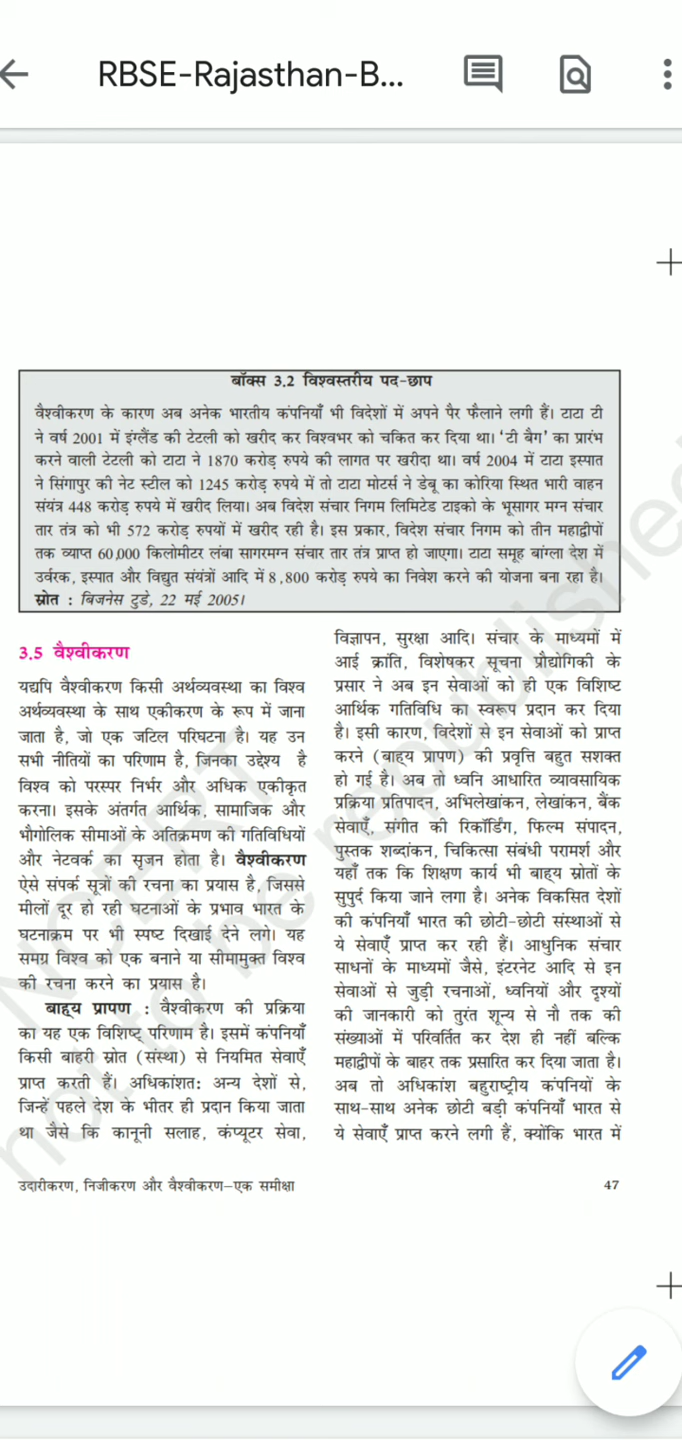 RBSE-Rajasthan-B...
बॉक्स 3.2 विश्वस्तरीय पद-छाप
वैश्वीकरण के कारण अब अनेक भारतीय कंपनियाँ भी विदेशों में अपने पैर फैलाने लगी हैं। टाटा टी
ने वर्ष 2001 में इंग्लैंड की टेटली को खरीद कर विश्वभर को चकित कर दिया था। 'टी बैग' का प्रारंभ
करने वाली टेटली को टाटा ने 1870 करोड़ रुपये की लागत पर खरीदा था। वर्ष 2004 में टाटा इस्पात
ने सिंगापुर की नेट स्टील को 1245 करोड़ रुपये में तो टाटा मोटर्स ने डेबू का कोरिया स्थित भारी वाहन
संयंत्र 448 करोड़ रुपये में खरीद लिया। अब विदेश संचार निगम लिमिटेड टाइको के भूसागर मग्न संचार
तार तंत्र को भी 572 करोड़ रुपयों में खरीद रही है। इस प्रकार, विदेश संचार निगम को तीन महाद्वीपों
तक व्याप्त 60,000 किलोमीटर लंबा सागरमग्न संचार तार तंत्र प्राप्त हो जाएगा। टाटा समूह बांग्ला देश में
उर्वरक, इस्पात और विद्युत संयंत्रों आदि में 8,800 करोड़ रुपये का निवेश करने की योजना बना रहा है।
स्रोत : बिजनेस टुडे, 22 मई 2005।
3.5 वैश्वीकरण
यद्यपि वैश्वीकरण किसी अर्थव्यवस्था का विश्व
अर्थव्यवस्था के साथ एकीकरण के रूप में जाना
जाता है, जो एक जटिल परिघटना है। यह उन
सभी नीतियों का परिणाम है, जिनका उद्देश्य है
विश्व को परस्पर निर्भर और अधिक एकीकृत
करना। इसके अंतर्गत आर्थिक, सामाजिक और
भौगोलिक सीमाओं के अतिक्रमण की गतिविधियों
और नेटवर्क का सृजन होता है। वैश्वीकरण
ऐसे संपर्क सूत्रों की रचना का प्रयास है, जिससे
मीलों दूर हो रही घटनाओं के प्रभाव भारत के
घटनाक्रम पर भी स्पष्ट दिखाई देने लगे। यह
समग्र विश्व को एक बनाने या सीमामुक्त विश्व
की रचना करने का प्रयास है।
बाह्य प्रापण : वैश्वीकरण की प्रक्रिया
का यह एक विशिष्ट परिणाम है। इसमें कंपनियाँ
किसी बाहरी स्रोत (संस्था) से नियमित सेवाएँ
प्राप्त करती हैं। अधिकांशतः अन्य देशों से,
जिन्हें पहले देश के भीतर ही प्रदान किया जाता
था जैसे कि कानूनी सलाह, कंप्यूटर सेवा,
विज्ञापन, सुरक्षा आदि। संचार के माध्यमों में
आई क्रांति, विशेषकर सूचना प्रौद्योगिकी के
प्रसार ने अब इन सेवाओं को ही एक विशिष्ट
आर्थिक गतिविधि का स्वरूप प्रदान कर दिया
है। इसी कारण, विदेशों से इन सेवाओं को प्राप्त
करने (बाह्य प्रापण) की प्रवृत्ति बहुत सशक्त
हो गई है। अब तो ध्वनि आधारित व्यावसायिक
प्रक्रिया प्रतिपादन, अभिलेखांकन, लेखांकन, बैंक
सेवाएँ, संगीत की रिकॉर्डिंग, फिल्म संपादन,
पुस्तक शब्दांकन, चिकित्सा संबंधी परामर्श और
यहाँ तक कि शिक्षण कार्य भी बाह्य स्रोतों के
सुपुर्द किया जाने लगा है। अनेक विकसित देशों
की कंपनियाँ भारत की छोटी-छोटी संस्थाओं से
ये सेवाएँ प्राप्त कर रही हैं। आधुनिक संचार
साधनों के माध्यमों जैसे, इंटरनेट आदि से इन
सेवाओं से जुड़ी रचनाओं, ध्वनियों और दृश्यों
की जानकारी को तुरंत शून्य से नौ तक की
संख्याओं में परिवर्तित कर देश ही नहीं बल्कि
महाद्वीपों के बाहर तक प्रसारित कर दिया जाता है।
अब तो अधिकांश बहुराष्ट्रीय कंपनियों के
साथ-साथ अनेक छोटी बड़ी कंपनियाँ भारत से
ये सेवाएँ प्राप्त करने लगी हैं, क्योंकि भारत में
उदारीकरण, निजीकरण और वैश्वीकरण–एक समीक्षा
47
NCERT
not to be republished